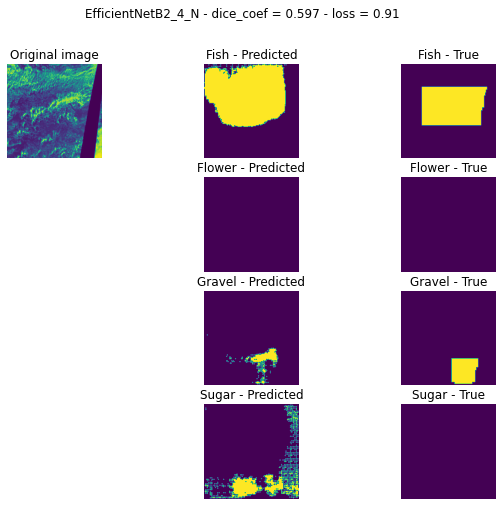 EfficientNetB2_4_N - dice_coef = 0.597 - loss = 0.91
Original image
Fish - Predicted
Fish - True
Flower - Predicted
Flower - True
Gravel - Predicted
Gravel - True
Sugar - Predicted
Sugar - True